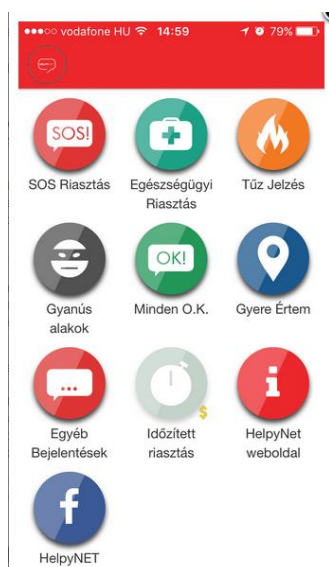 vodafone HU 14:59 79%
SOS! OK!
SOS Riasztás
Egészségügyi
Riasztás
Tűz Jelzés
Gyanús
alakok
Minden O.K.
Gyere Értem
Egyéb
Bejelentések
Időzített
riasztás
$
HelpyNet
weboldal
HelpyNET